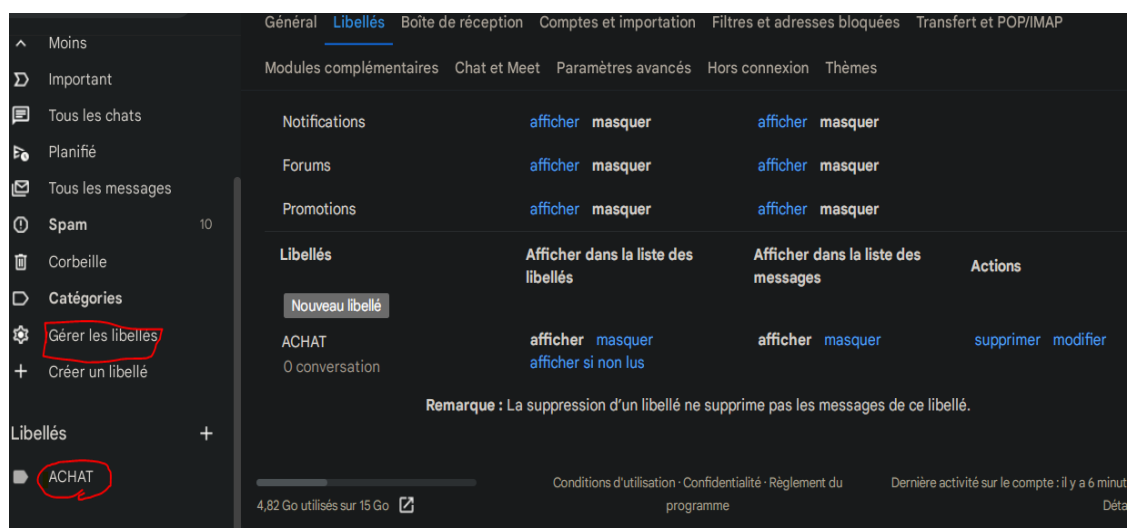 Moins
Important
Tous les chats
Planifié
Tous les messages
Spam 10
Corbeille
Catégories
Gérer les libellés
Créer un libellé
Libellés +
ACHAT
Général Libellés Boîte de réception Comptes et importation Filtres et adresses bloquées Transfert et POP/IMAP
Modules complémentaires Chat et Meet Paramètres avancés Hors connexion Thèmes
Notifications afficher masquer afficher masquer
Forums afficher masquer afficher masquer
Promotions afficher masquer afficher masquer
Libellés Afficher dans la liste des libellés Afficher dans la liste des messages Actions
Nouveau libellé
ACHAT afficher masquer afficher masquer supprimer modifier
0 conversation afficher si non lus
Remarque : La suppression d'un libellé ne supprime pas les messages de ce libellé.
4,82 Go utilisés sur 15 Go
Conditions d'utilisation · Confidentialité · Règlement du
programme
Dernière activité sur le compte : il y a 6 minut
Déta